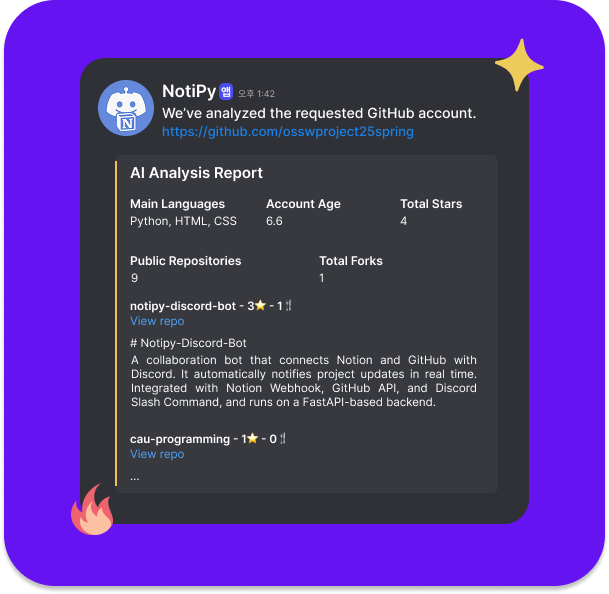 NotiPy 앱 오후 1:42
We've analyzed the requested GitHub account.
https://github.com/osswproject25spring
AI Analysis Report
Main Languages Account Age Total Stars
Python, HTML, CSS 6.6 4
Public Repositories Total Forks
9 1
notipy-discord-bot - 3⭐ - 1🍴
View repo
# Notipy-Discord-Bot
A collaboration bot that connects Notion and GitHub with
Discord. It automatically notifies project updates in real time.
Integrated with Notion Webhook, GitHub API, and Discord
Slash Command, and runs on a FastAPI-based backend.
cau-programming - 1⭐ - 0🍴
View repo
...